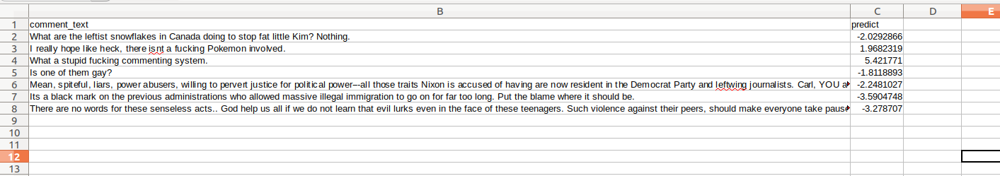 B C D E
1 comment_text predict
2 What are the leftist snowflakes in Canada doing to stop fat little Kim? Nothing. -2.0292866
3 I really hope like heck, there isnt a fucking Pokemon involved. 1.9682319
4 What a stupid fucking commenting system. 5.421771
5 Is one of them gay? -1.8118893
6 Mean, spiteful, liars, power abusers, willing to pervert justice for political power---all those traits Nixon is accused of having are now resident in the Democrat Party and leftwing journalists. Carl, YOU a -2.2481027
7 Its a black mark on the previous administrations who allowed massive illegal immigration to go on for far too long. Put the blame where it should be. -3.5904748
8 There are no words for these senseless acts.. God help us all if we do not learn that evil lurks even in the face of these teenagers. Such violence against their peers, should make everyone take pause -3.278707
9
10
11
12
13